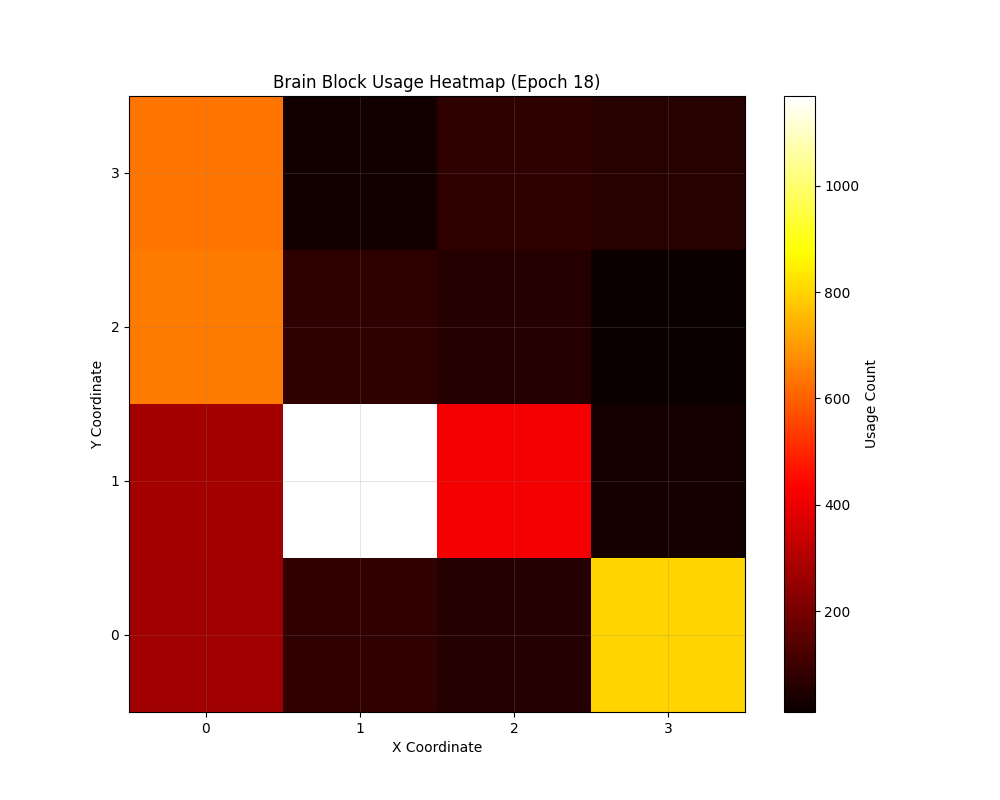 Brain Block Usage Heatmap (Epoch 18)
3
2
1
0
Y Coordinate
0 1 2 3
X Coordinate
1000
800
600
400
200
Usage Count